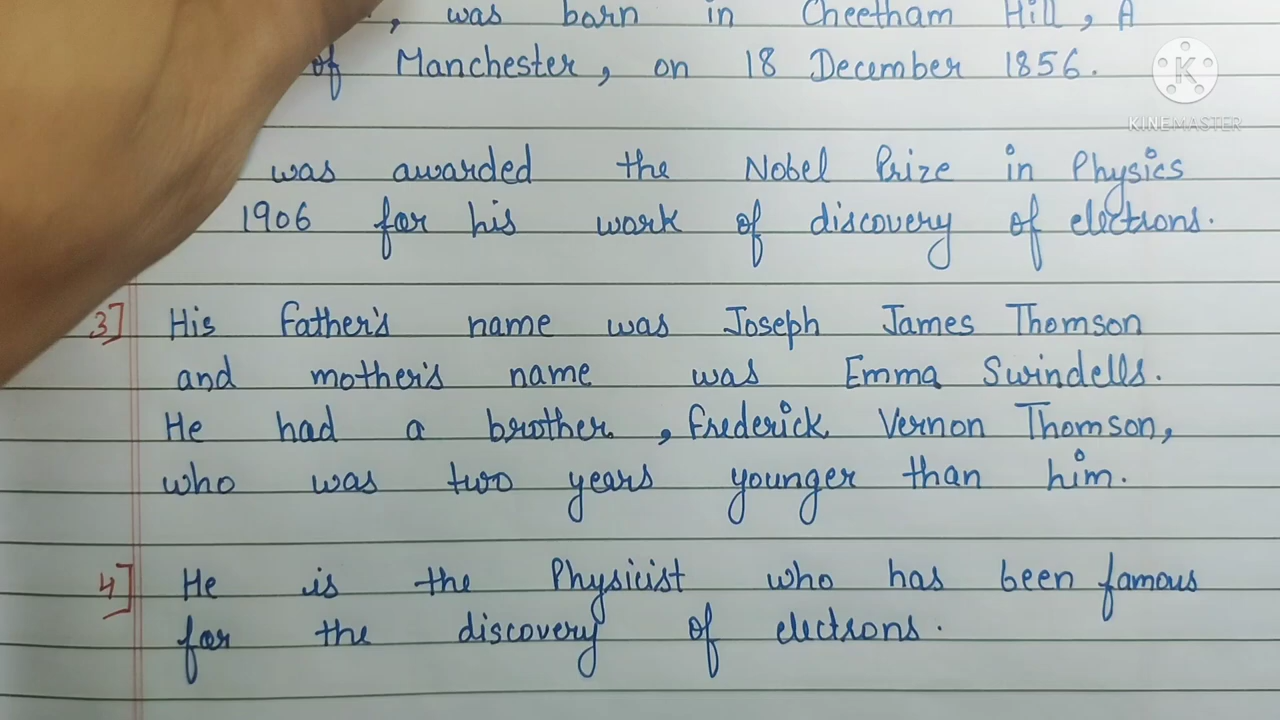 , was born in Cheetham Hill, A
of Manchester, on 18 December 1856.
KINEMASTER
was awarded the Nobel Prize in Physics
1906 for his work of discovery of elections.
3] His father's name was Joseph James Thomson
and mother's name was Emma Swindells.
He had a brother, Frederick Vernon Thomson,
who was two years younger than him.
4] He is the Physicist who has been famous
for the discovery of electrons.